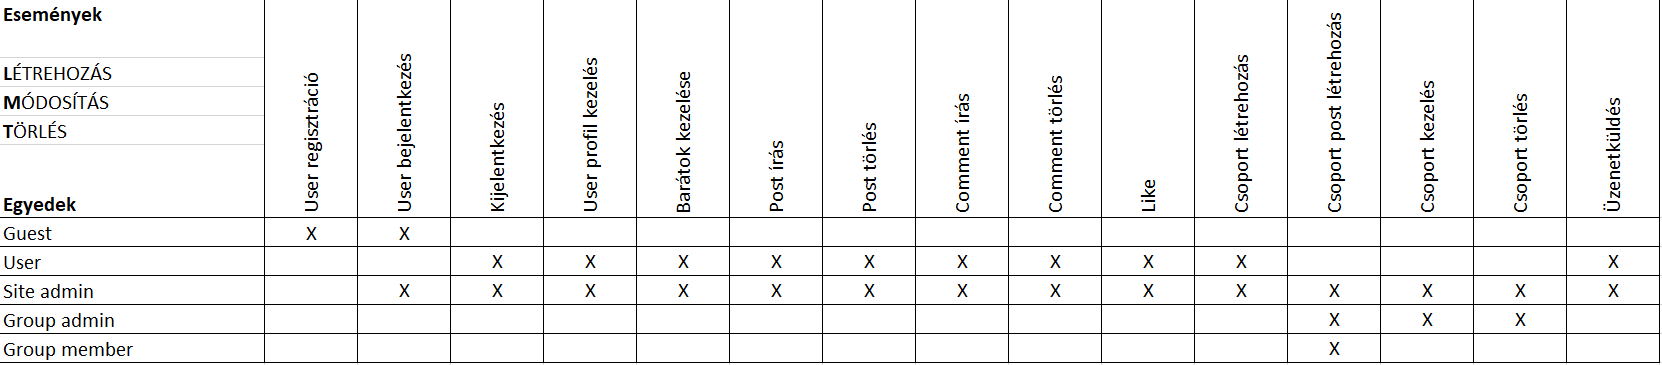 Események
LÉTREHOZÁS
MÓDOSÍTÁS
TÖRLÉS
Egyedek
User regisztráció
User bejelentkezés
Kijelentkezés
User profil kezelés
Barátok kezelése
Post írás
Post törlés
Comment írás
Comment törlés
Like
Csoport létrehozás
Csoport post létrehozás
Csoport kezelés
Csoport törlés
Üzenetküldés
Guest X X
User X X X X X X X X X X
Site admin X X X X X X X X X X X X X X
Group admin X X X
Group member X